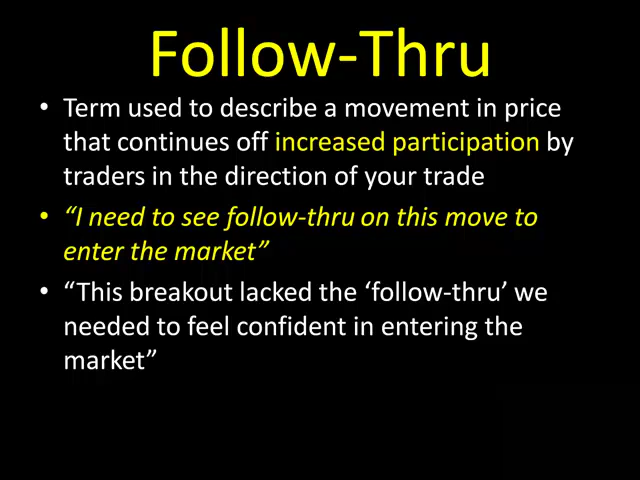 Follow-Thru
• Term used to describe a movement in price
that continues off increased participation by
traders in the direction of your trade
• “I need to see follow-thru on this move to
enter the market”
• “This breakout lacked the ‘follow-thru’ we
needed to feel confident in entering the
market”